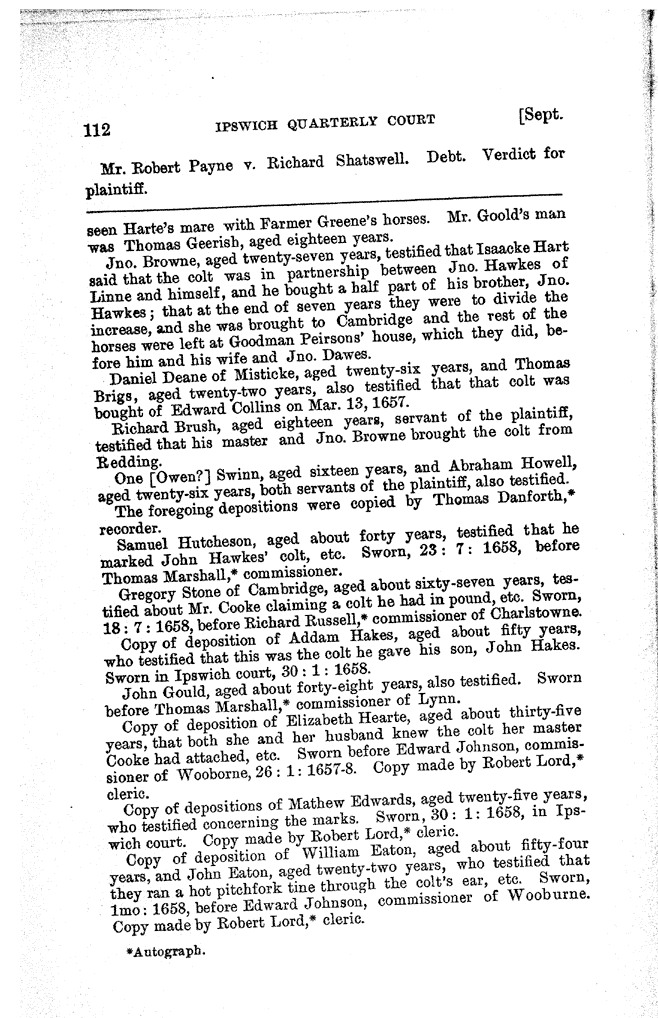 112 IPSWICH QUARTERLY COURT [Sept.
Mr. Robert Payne v. Richard Shatswell. Debt. Verdict for
plaintiff.
seen Harte's mare with Farmer Greene's horses. Mr. Goold's man
was Thomas Geerish, aged eighteen years.
Jno. Browne, aged twenty-seven years, testified that Isaacke Hart
said that the colt was in partnership between Jno. Hawkes of
Linne and himself, and he bought a half part of his brother, Jno.
Hawkes; that at the end of seven years they were to divide the
increase, and she was brought to Cambridge and the rest of the
horses were left at Goodman Peirsons' house, which they did, be-
fore him and his wife and Jno. Dawes.
Daniel Deane of Misticke, aged twenty-six years, and Thomas
Brigs, aged twenty-two years, also testified that that colt was
bought of Edward Collins on Mar. 13, 1657.
Richard Brush, aged eighteen years, servant of the plaintiff,
testified that his master and Jno. Browne brought the colt from
Redding.
One [Owen?] Swinn, aged sixteen years, and Abraham Howell,
aged twenty-six years, both servants of the plaintiff, also testified.
The foregoing depositions were copied by Thomas Danforth,*
recorder.
Samuel Hutcheson, aged about forty years, testified that he
marked John Hawkes' colt, etc. Sworn, 23: 7: 1658, before
Thomas Marshall,* commissioner.
Gregory Stone of Cambridge, aged about sixty-seven years, tes-
tified about Mr. Cooke claiming a colt he had in pound, etc. Sworn,
18: 7: 1658, before Richard Russell,* commissioner of Charlstowne.
Copy of deposition of Addam Hakes, aged about fifty years,
who testified that this was the colt he gave his son, John Hakes.
Sworn in Ipswich court, 30: 1: 1658.
John Gould, aged about forty-eight years, also testified. Sworn
before Thomas Marshall,* commissioner of Lynn.
Copy of deposition of Elizabeth Hearte, aged about thirty-five
years, that both she and her husband knew the colt her master
Cooke had attached, etc. Sworn before Edward Johnson, commis-
sioner of Wooborne, 26: 1: 1657-8. Copy made by Robert Lord,*
cleric.
Copy of depositions of Mathew Edwards, aged twenty-five years,
who testified concerning the marks. Sworn, 30: 1: 1658, in Ips-
wich court. Copy made by Robert Lord,* cleric.
Copy of deposition of William Eaton, aged about fifty-four
years, and John Eaton, aged twenty-two years, who testified that
they ran a hot pitchfork tine through the colt's ear, etc. Sworn,
1mo: 1658, before Edward Johnson, commissioner of Wooburne.
Copy made by Robert Lord,* cleric.
*Autograph.